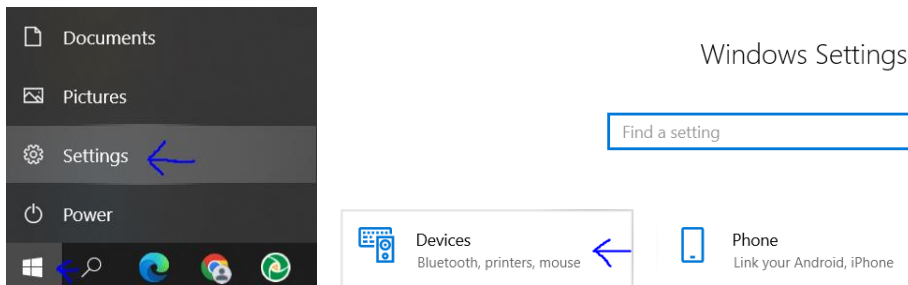 Documents
Pictures
Settings
Power
Windows Settings
Find a setting
Devices
Bluetooth, printers, mouse
Phone
Link your Android, iPhone